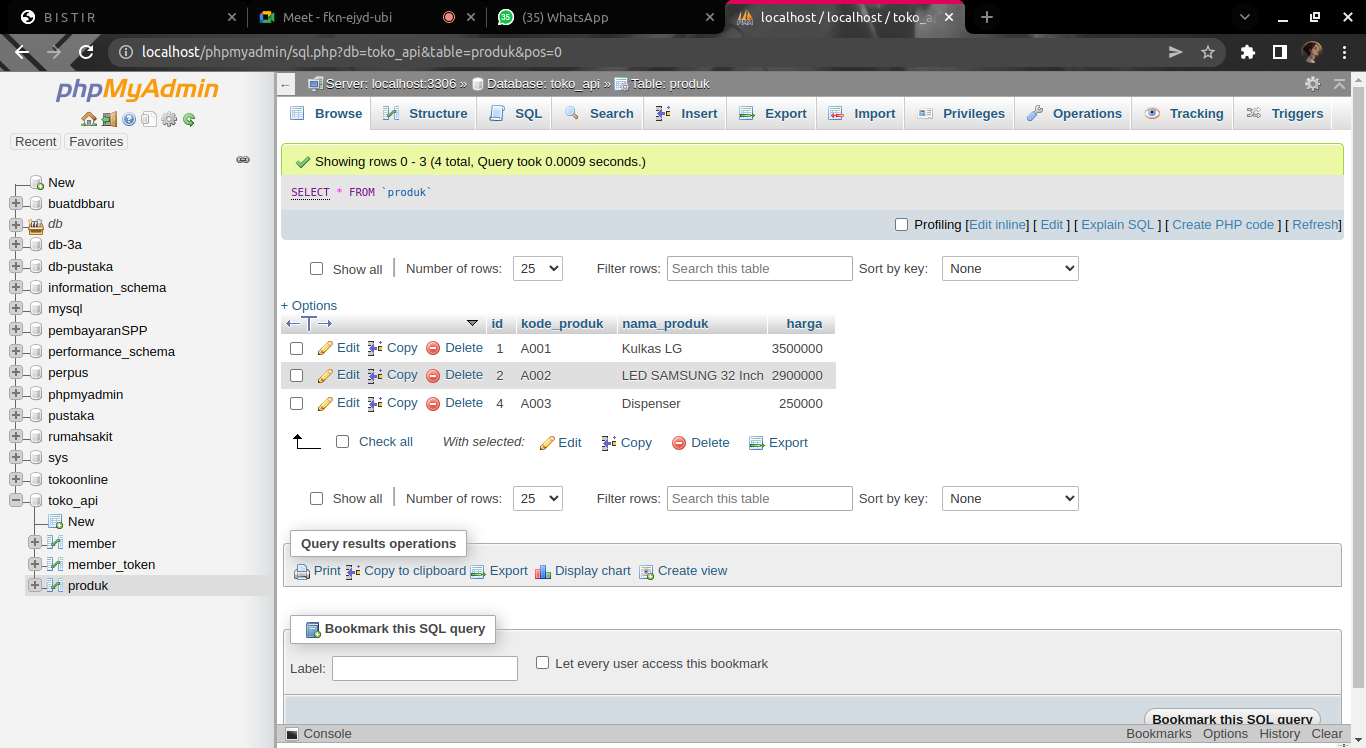 BISTIR
Meet - fkn-ejyd-ubi
35
(35) WhatsApp
localhost / localhost / toko_a
localhost/phpmyadmin/sql.php?db=toko_api&table=produk&pos=0
phpMyAdmin
Recent
Favorites
New
buatdbbaru
db
db-3a
db-pustaka
information_schema
mysql
pembayaranSPP
performance_schema
perpus
phpmyadmin
pustaka
rumahsakit
sys
tokoonline
toko_api
New
member
member_token
produk
Server: localhost:3306 » Database: toko_api » Table: produk
Browse Structure SQL Search Insert Export Import Privileges Operations Tracking Triggers
Showing rows 0 - 3 (4 total, Query took 0.0009 seconds.)
SELECT * FROM `produk`
Profiling [Edit inline] [ Edit ] [ Explain SQL ] [ Create PHP code ] [ Refresh]
Show all Number of rows: 25 Filter rows: Search this table Sort by key: None
+ Options
id kode_produk nama_produk harga
Edit Copy Delete 1 A001 Kulkas LG 3500000
Edit Copy Delete 2 A002 LED SAMSUNG 32 Inch 2900000
Edit Copy Delete 4 A003 Dispenser 250000
Check all With selected: Edit Copy Delete Export
Show all Number of rows: 25 Filter rows: Search this table Sort by key: None
Query results operations
Print Copy to clipboard Export Display chart Create view
Bookmark this SQL query
Label:
Let every user access this bookmark
Bookmark this SQL query
Console
Bookmarks Options History Clear